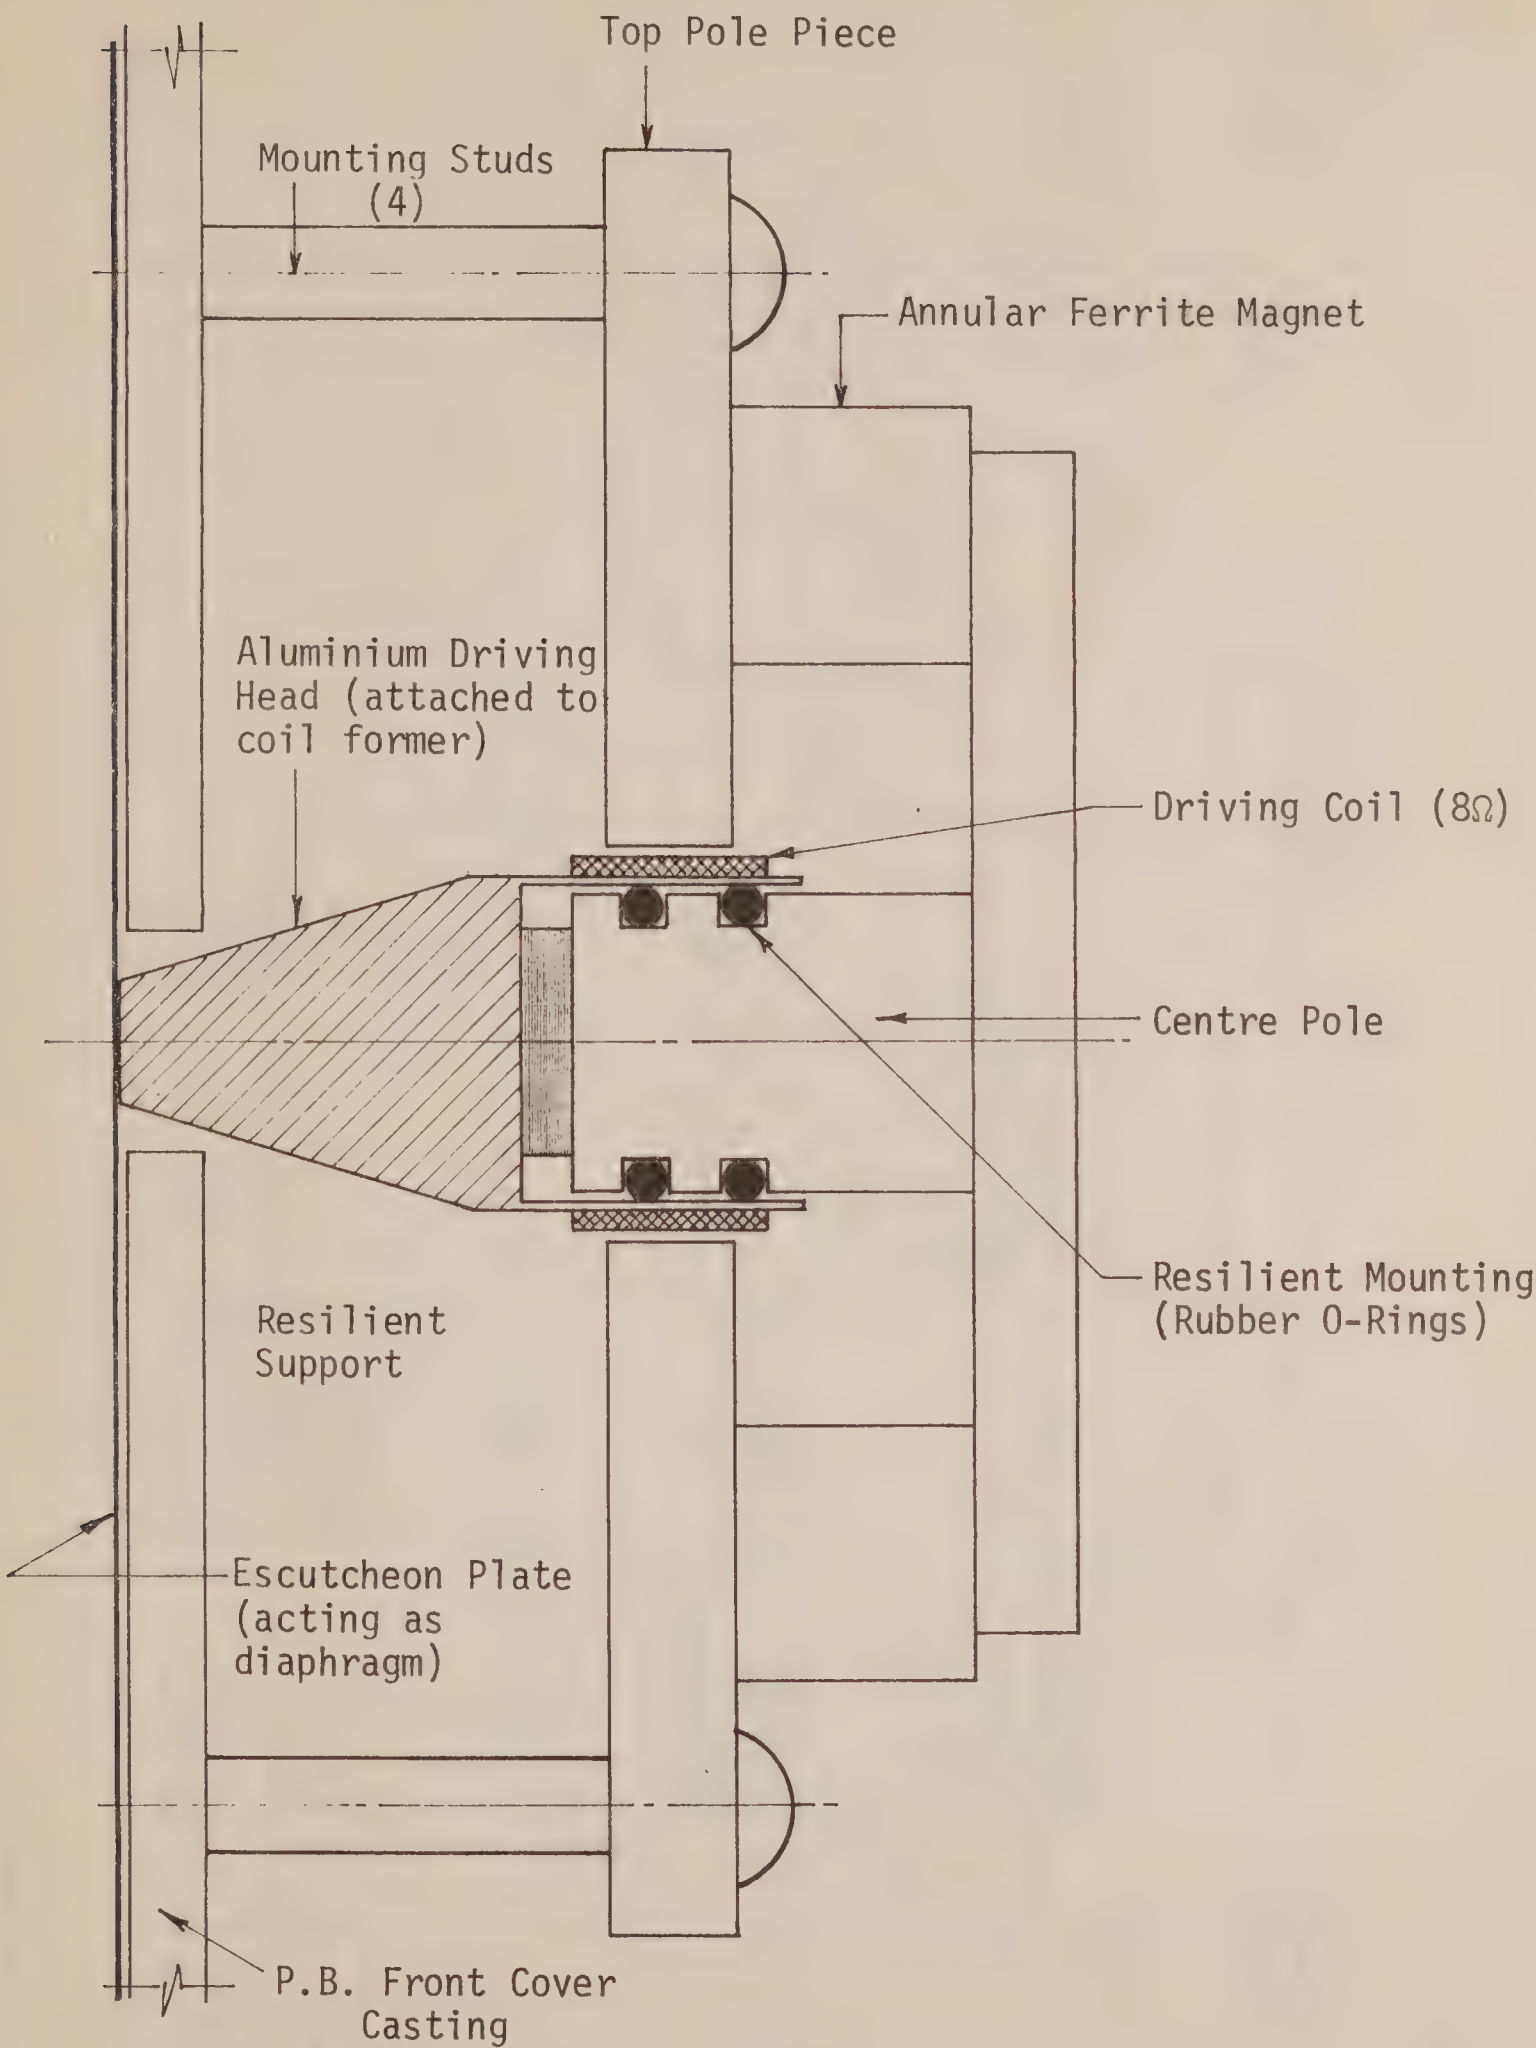 Top Pole Piece
Mounting Studs
(4)
Annular Ferrite Magnet
Aluminium Driving
Head (attached to
coil former)
Driving Coil (8Ω)
Centre Pole
Resilient Mounting
(Rubber O-Rings)
Resilient
Support
Escutcheon Plate
(acting as
diaphragm)
P.B. Front Cover
Casting